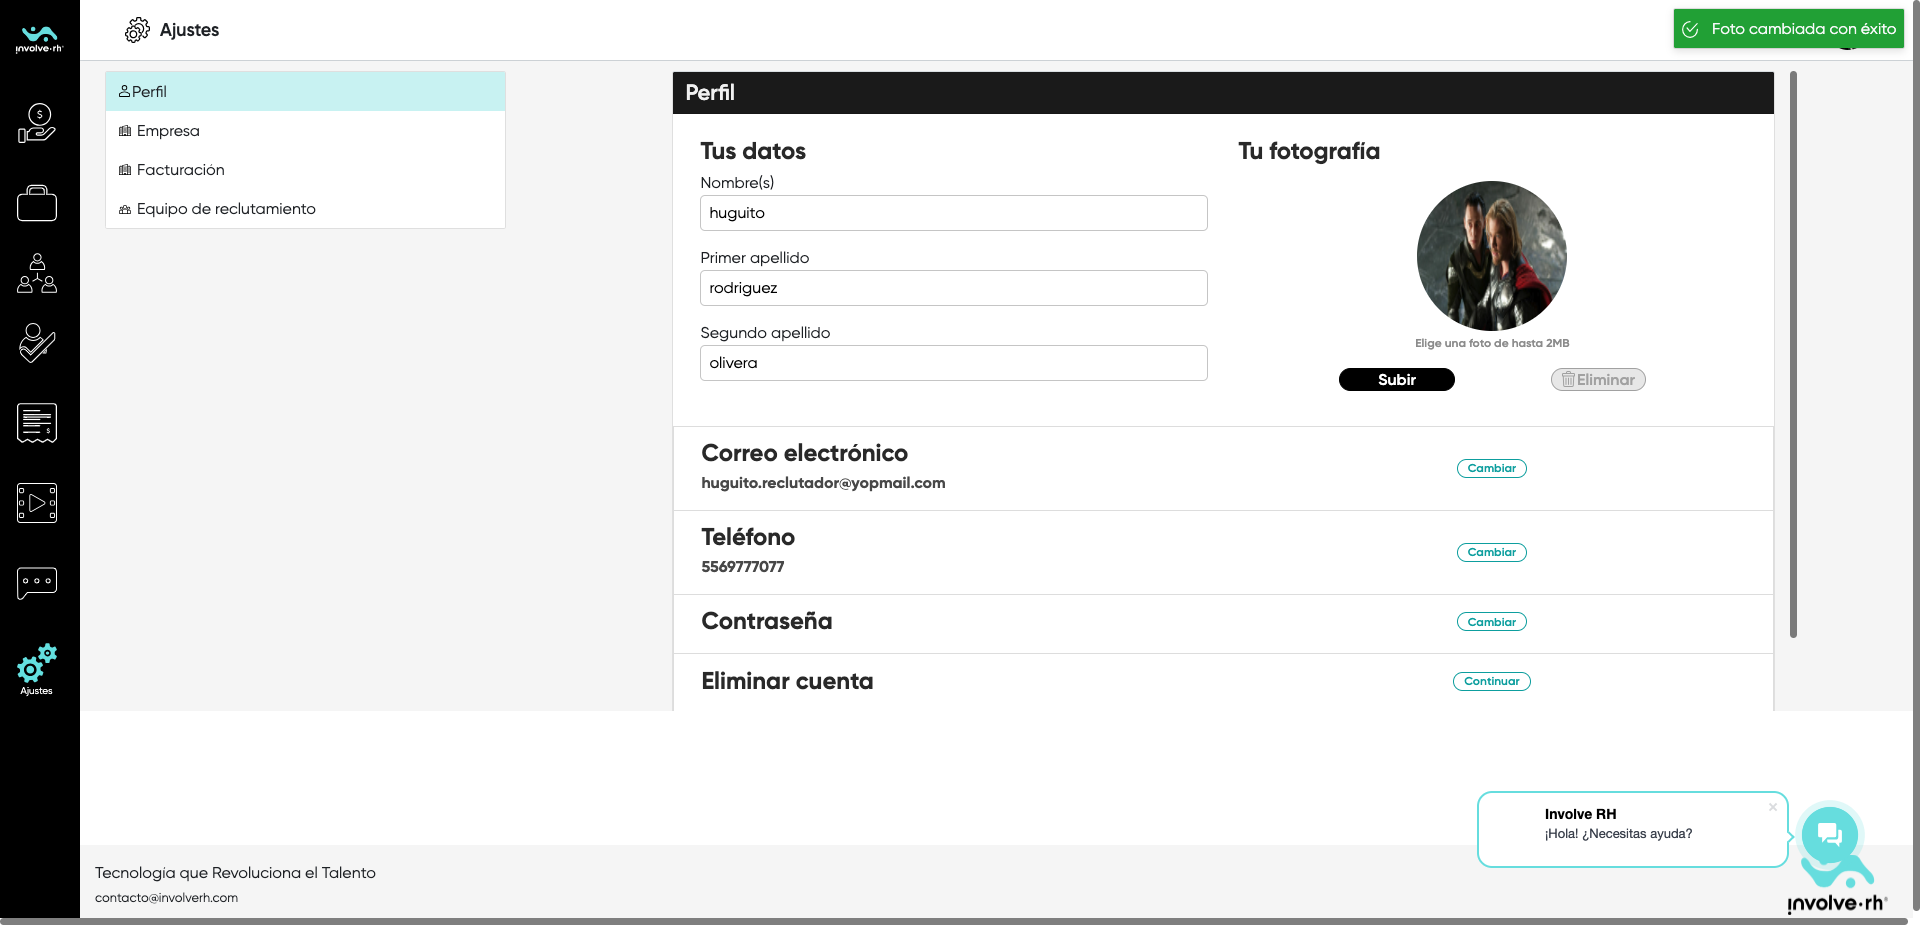 involve·rh
Ajustes
Foto cambiada con éxito
Perfil
Empresa
Facturación
Equipo de reclutamiento
Perfil
Tus datos
Tu fotografía
Nombre(s)
huguito
Primer apellido
rodriguez
Segundo apellido
olivera
Elige una foto de hasta 2MB
Subir
Eliminar
Correo electrónico
huguito.reclutador@yopmail.com
Cambiar
Teléfono
5569777077
Cambiar
Contraseña
Cambiar
Eliminar cuenta
Continuar
Ajustes
Involve RH
¡Hola! ¿Necesitas ayuda?
Tecnología que Revoluciona el Talento
contacto@involverh.com
involve·rh